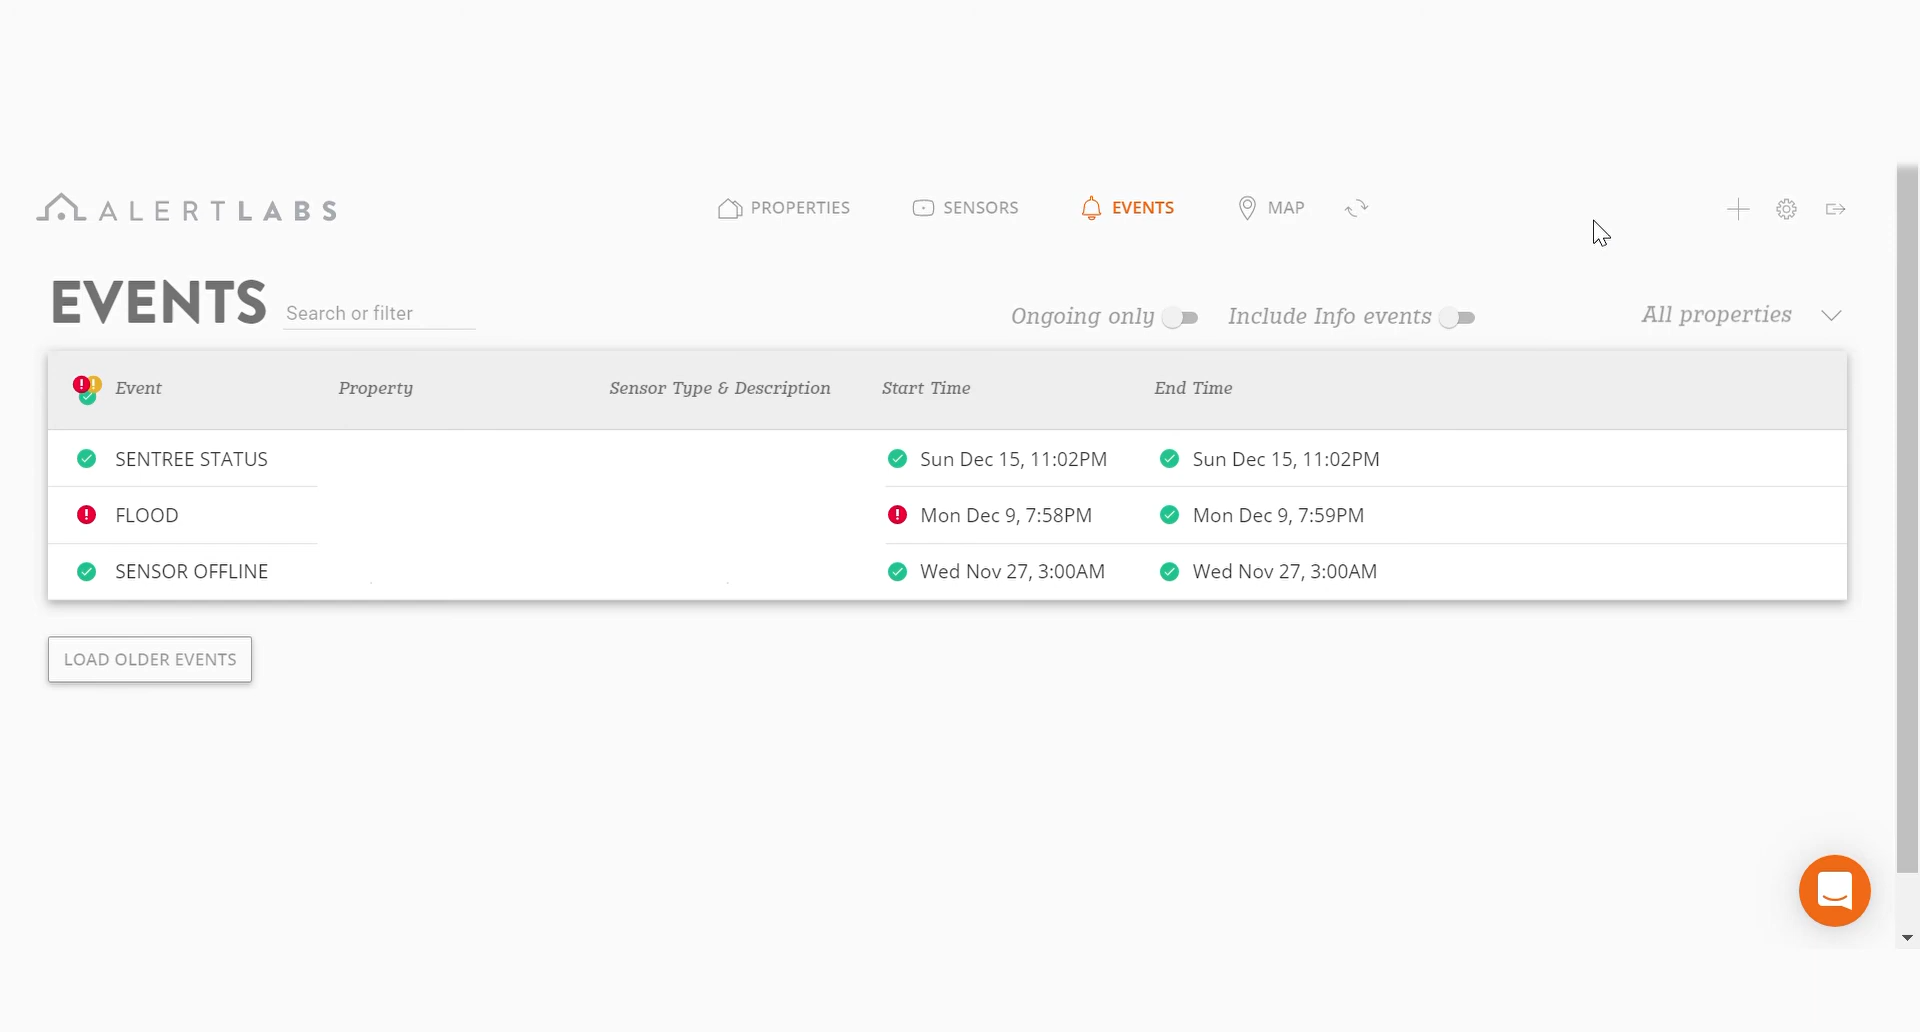 ALERTLABS
PROPERTIES
SENSORS
EVENTS
MAP
EVENTS
Search or filter
Ongoing only
Include Info events
All properties
Event
Property
Sensor Type & Description
Start Time
End Time
SENTREE STATUS
Sun Dec 15, 11:02PM
Sun Dec 15, 11:02PM
FLOOD
Mon Dec 9, 7:58PM
Mon Dec 9, 7:59PM
SENSOR OFFLINE
Wed Nov 27, 3:00AM
Wed Nov 27, 3:00AM
LOAD OLDER EVENTS